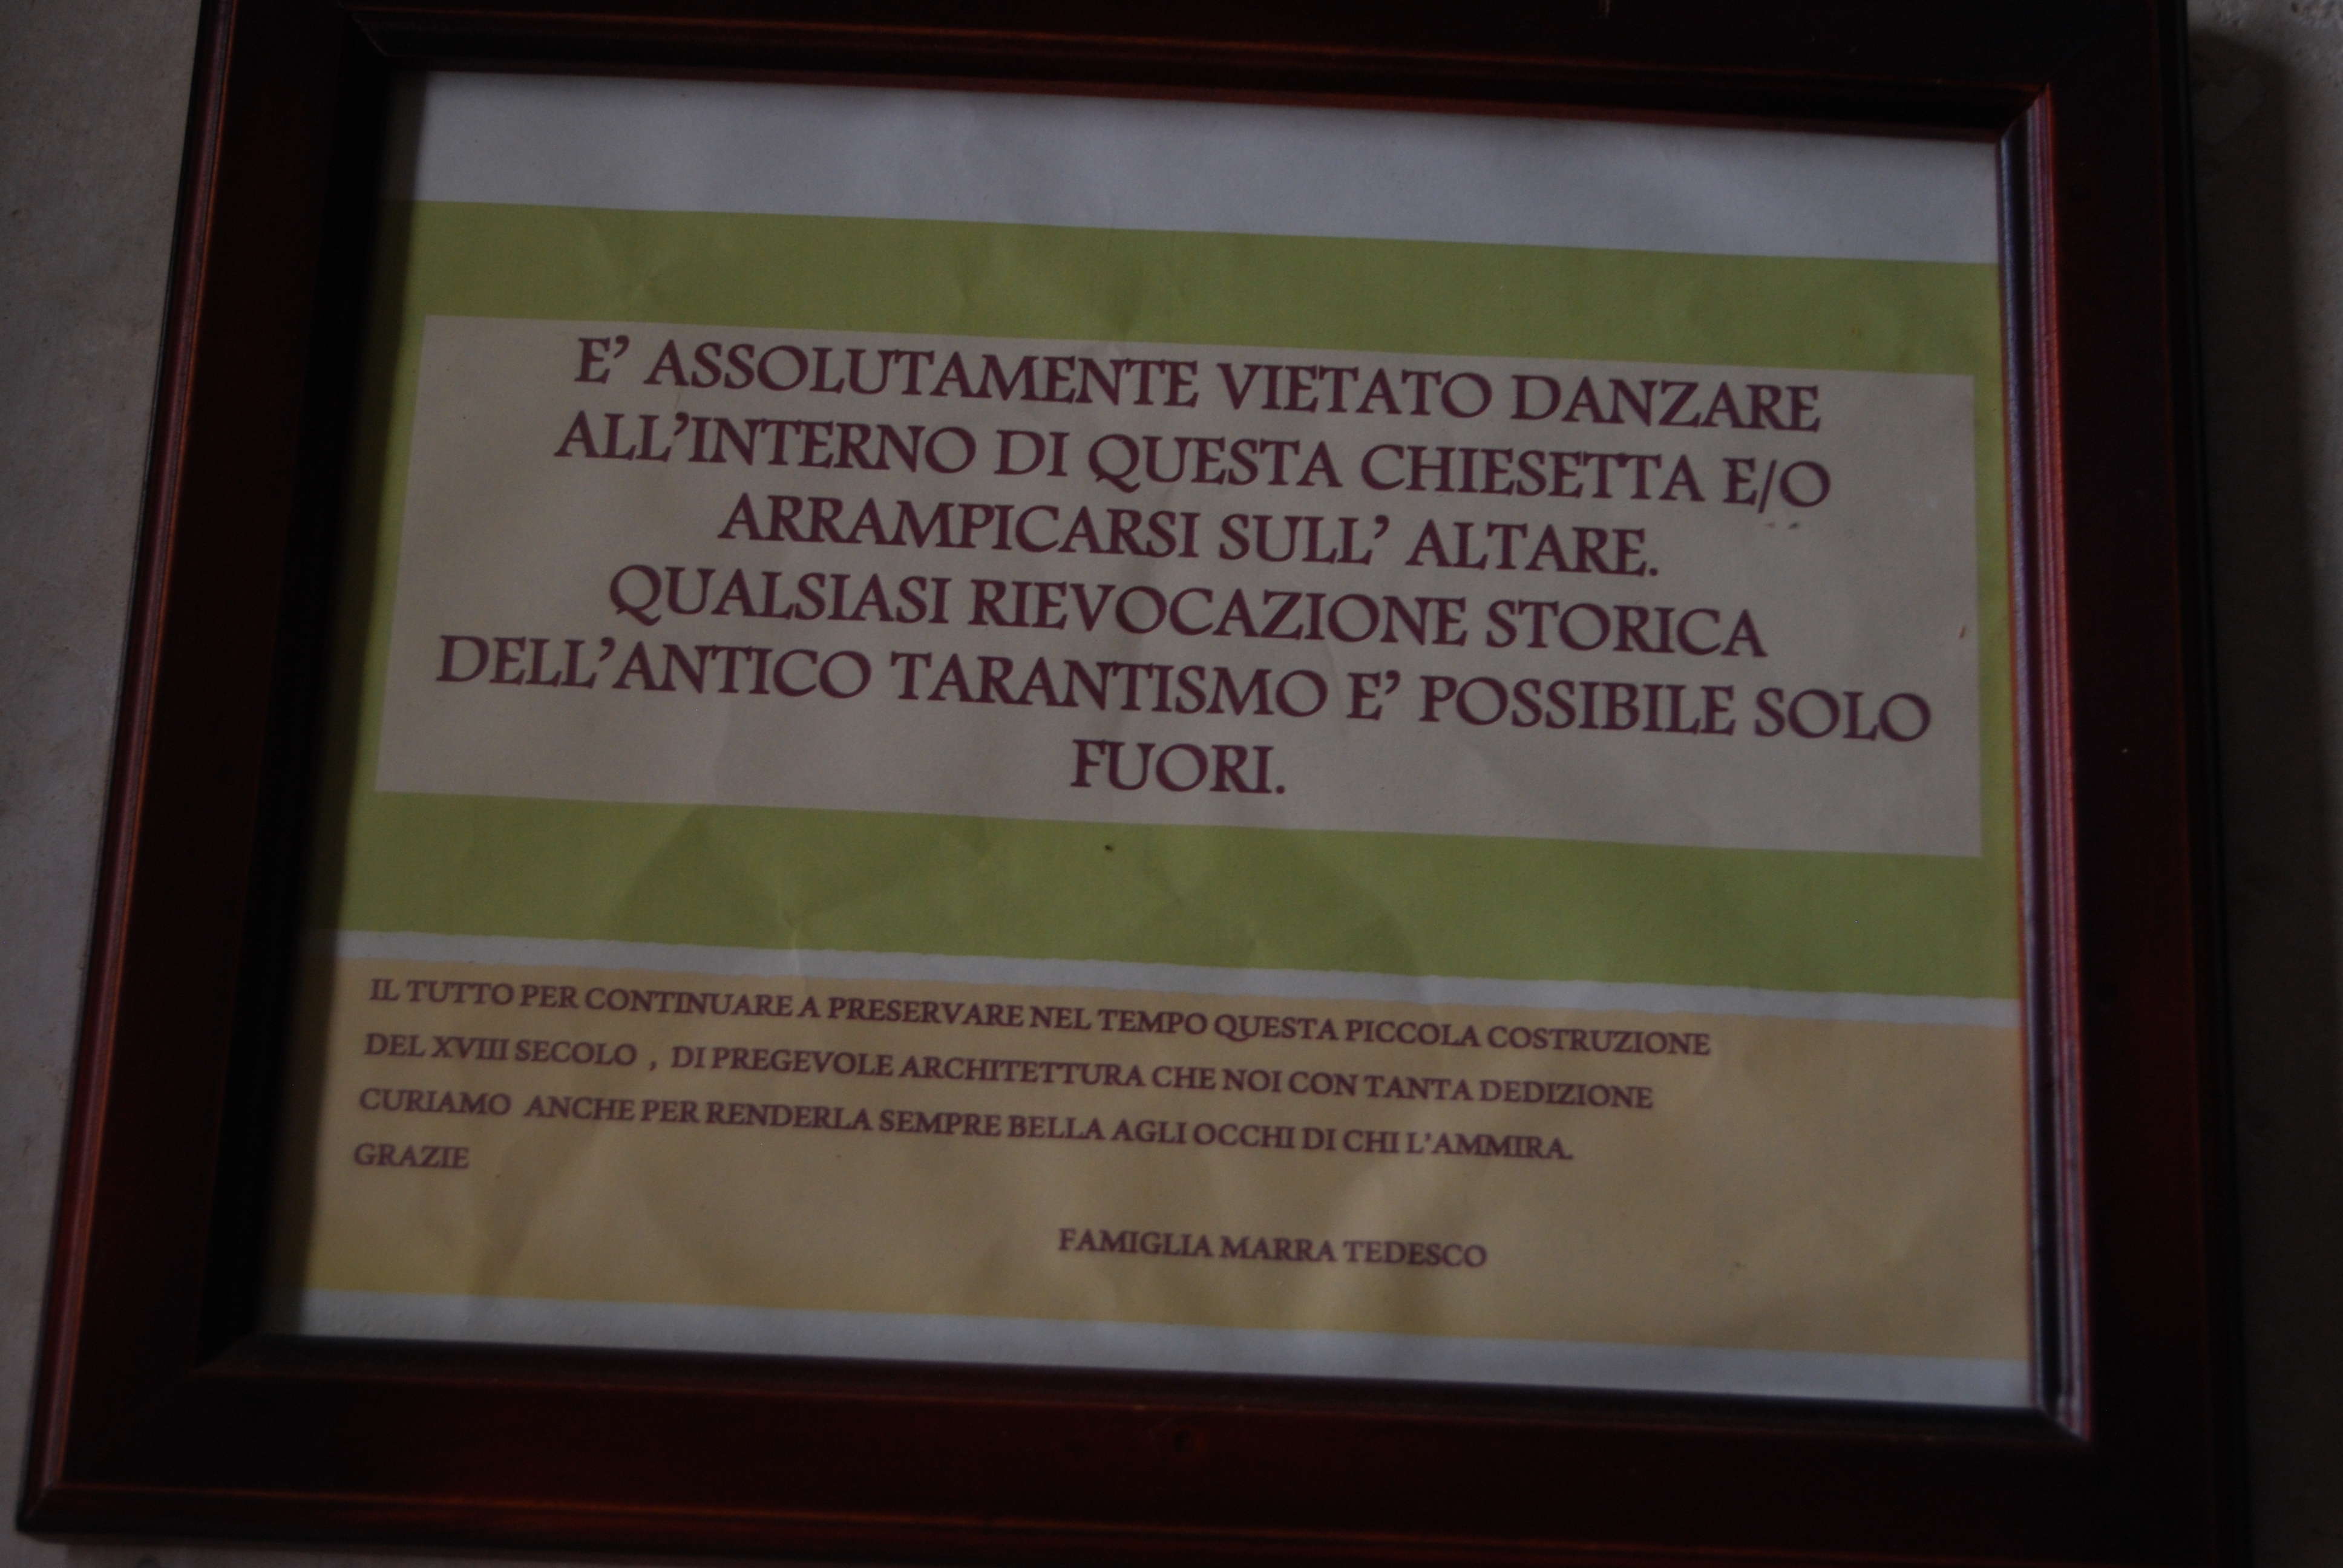 E' ASSOLUTAMENTE VIETATO DANZARE
ALL'INTERNO DI QUESTA CHIESETTA E/O
ARRAMPICARSI SULL' ALTARE.
QUALSIASI RIEVOCAZIONE STORICA
DELL'ANTICO TARANTISMO E' POSSIBILE SOLO
FUORI.
IL TUTTO PER CONTINUARE A PRESERVARE NEL TEMPO QUESTA PICCOLA COSTRUZIONE
DEL XVIII SECOLO , DI PREGEVOLE ARCHITETTURA CHE NOI CON TANTA DEDIZIONE
CURIAMO ANCHE PER RENDERLA SEMPRE BELLA AGLI OCCHI DI CHI L'AMMIRA.
GRAZIE
FAMIGLIA MARRA TEDESCO